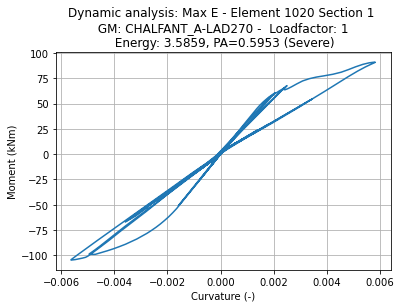 Dynamic analysis: Max E - Element 1020 Section 1
GM: CHALFANT_A-LAD270 - Loadfactor: 1
Energy: 3.5859, PA=0.5953 (Severe)
Moment (kNm)
100
75
50
25
0
−25
−50
−75
−100
−0.006 −0.004 −0.002 0.000 0.002 0.004 0.006
Curvature (-)